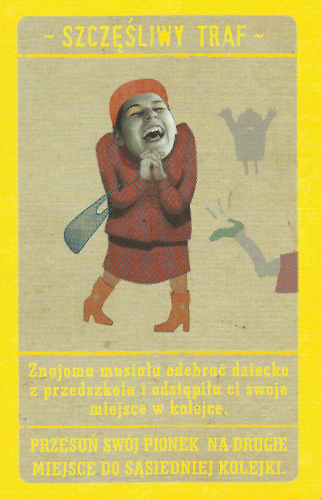 ~ SZCZĘŚLIWY TRAF ~
Znajoma musiała odebrać dziecko
z przedszkola i odstąpiła ci swoje
miejsce w kolejce.
PRZESUŃ SWÓJ PIONEK NA DRUGIE
MIEJSCE DO SĄSIEDNIEJ KOLEJKI.